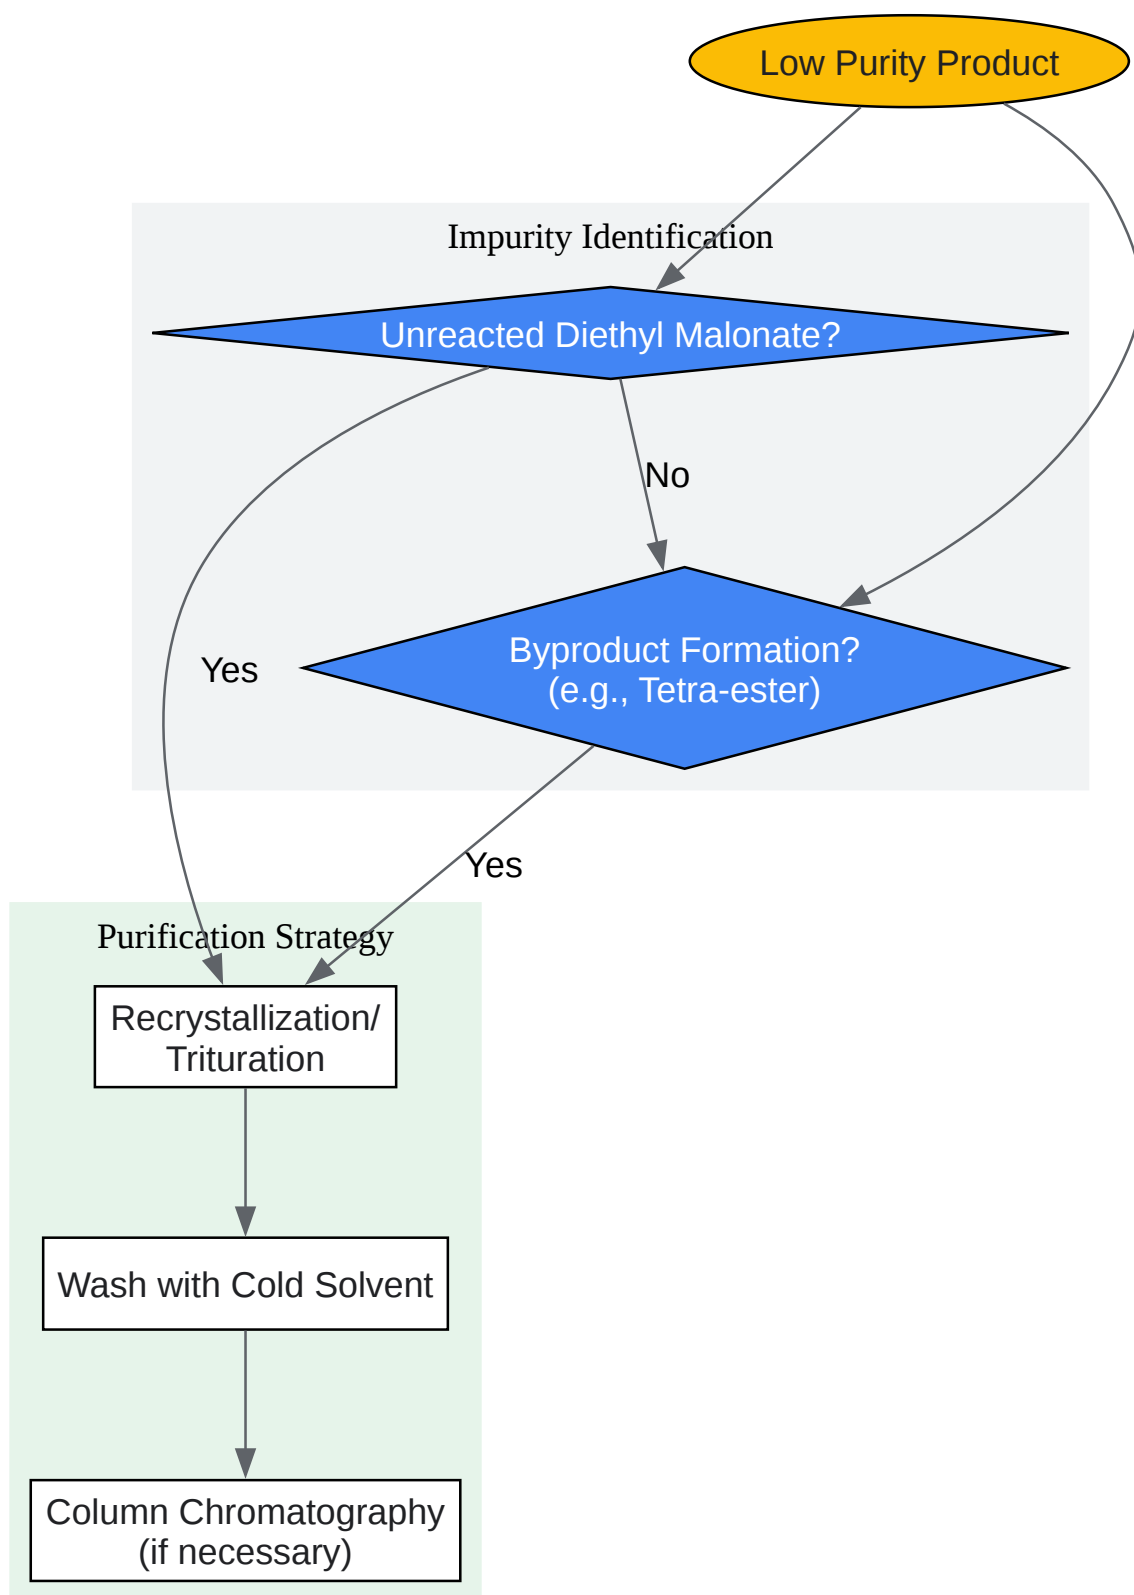 Low Purity Product
Impurity Identification
Unreacted Diethyl Malonate?
No
Byproduct Formation?
(e.g., Tetra-ester)
Yes
Yes
Purification Strategy
Recrystallization/
Trituration
Wash with Cold Solvent
Column Chromatography
(if necessary)